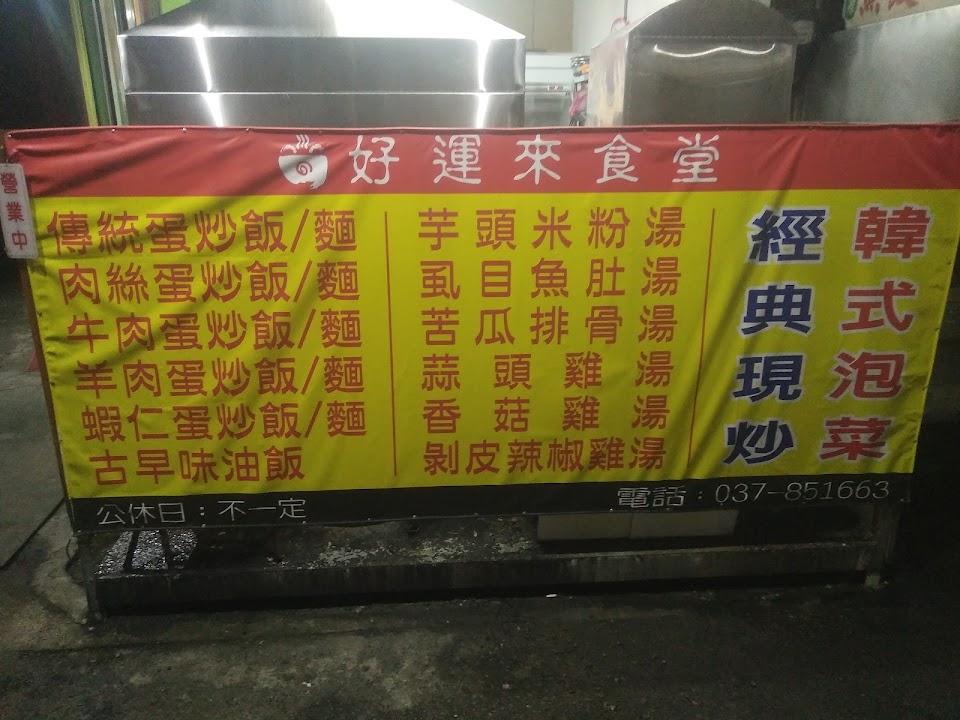 好運來食堂
營業中
傳統蛋炒飯/麵
肉絲蛋炒飯/麵
牛肉蛋炒飯/麵
羊肉蛋炒飯/麵
蝦仁蛋炒飯/麵
古早味油飯
芋頭米粉湯
虱目魚肚湯
苦瓜排骨湯
蒜頭雞湯
香菇雞湯
剝皮辣椒雞湯
韓式泡菜
經典現炒
公休日：不一定
電話：037-851663